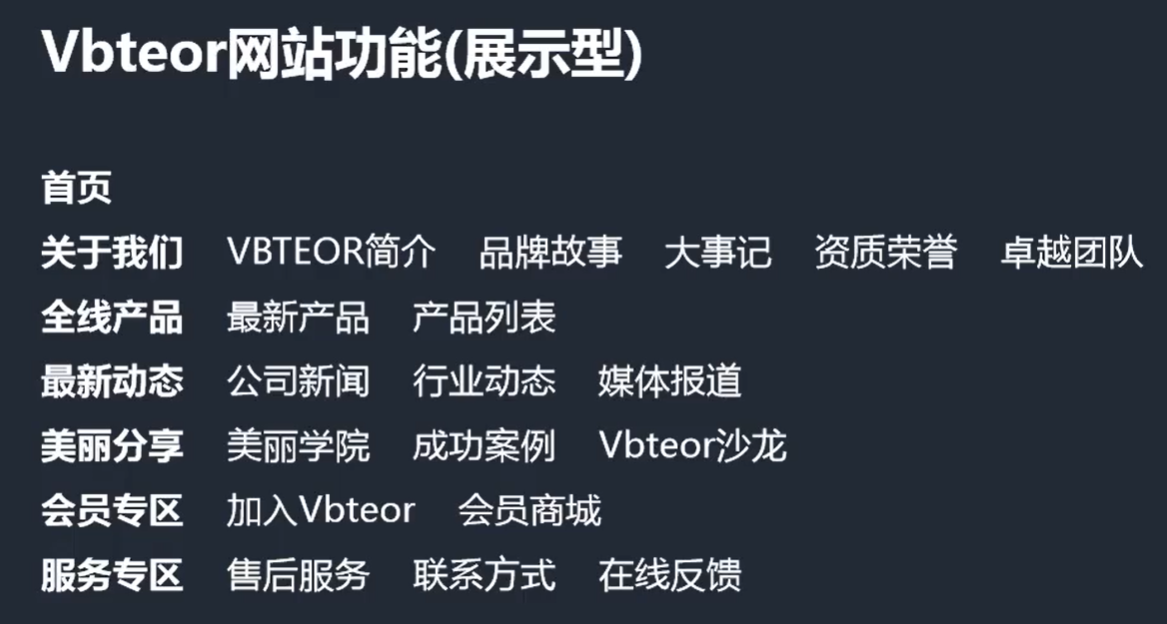 Vbteor网站功能(展示型)
首页
关于我们 VBTEOR简介 品牌故事 大事记 资质荣誉 卓越团队
全线产品 最新产品 产品列表
最新动态 公司新闻 行业动态 媒体报道
美丽分享 美丽学院 成功案例 Vbteor沙龙
会员专区 加入Vbteor 会员商城
服务专区 售后服务 联系方式 在线反馈